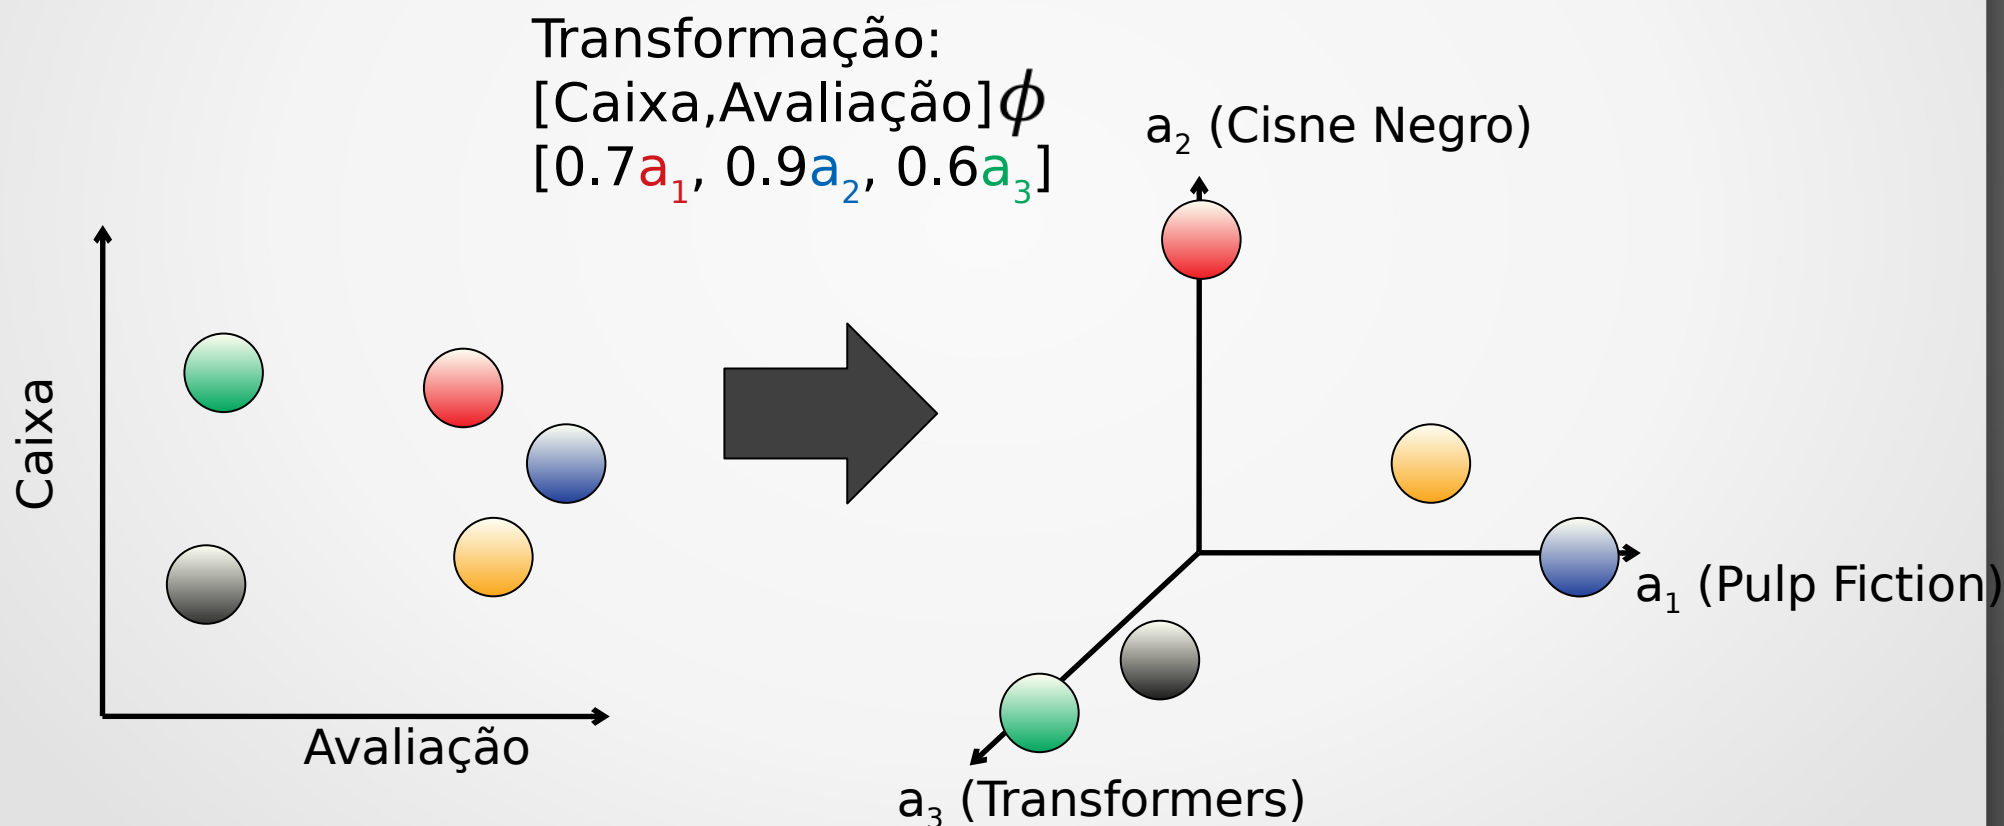 Transformação:
[Caixa,Avaliação]ϕ
[0.7a₁, 0.9a₂, 0.6a₃]
a₂ (Cisne Negro)
Caixa
Avaliação
a₁ (Pulp Fiction)
a₃ (Transformers)